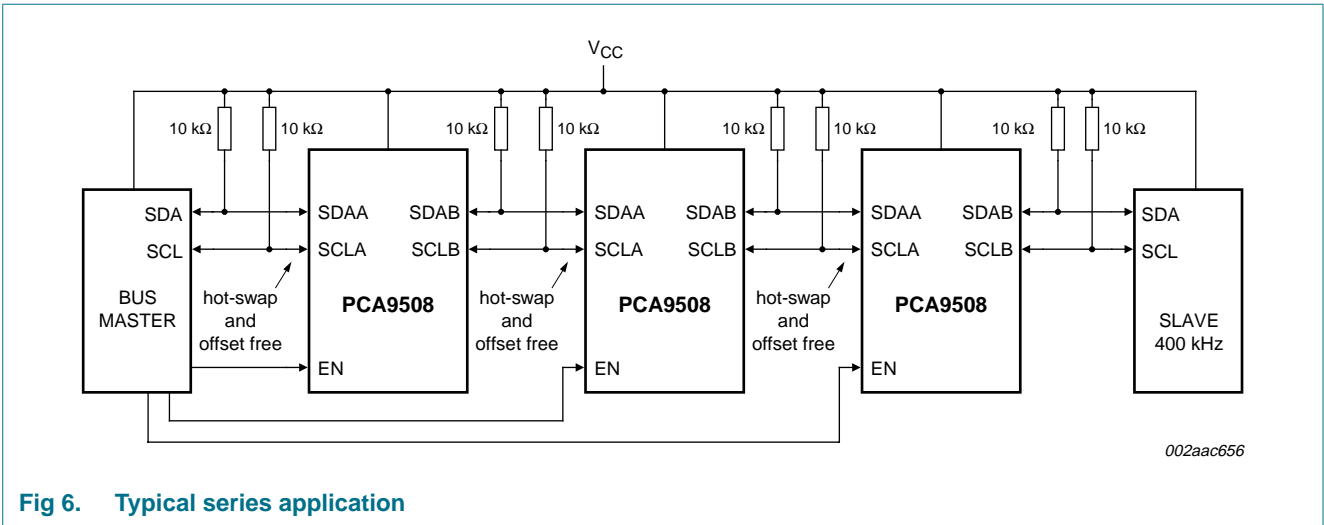 VCC
10 kΩ 10 kΩ 10 kΩ 10 kΩ 10 kΩ 10 kΩ 10 kΩ 10 kΩ
SDA SDAA SDAB SDAA SDAB SDAA SDAB SDA
SCL SCLA SCLB SCLA SCLB SCLA SCLB SCL
BUS
MASTER
hot-swap
and
offset free
PCA9508
hot-swap
and
offset free
PCA9508
hot-swap
and
offset free
PCA9508
SLAVE
400 kHz
EN EN EN
002aac656
Fig 6. Typical series application